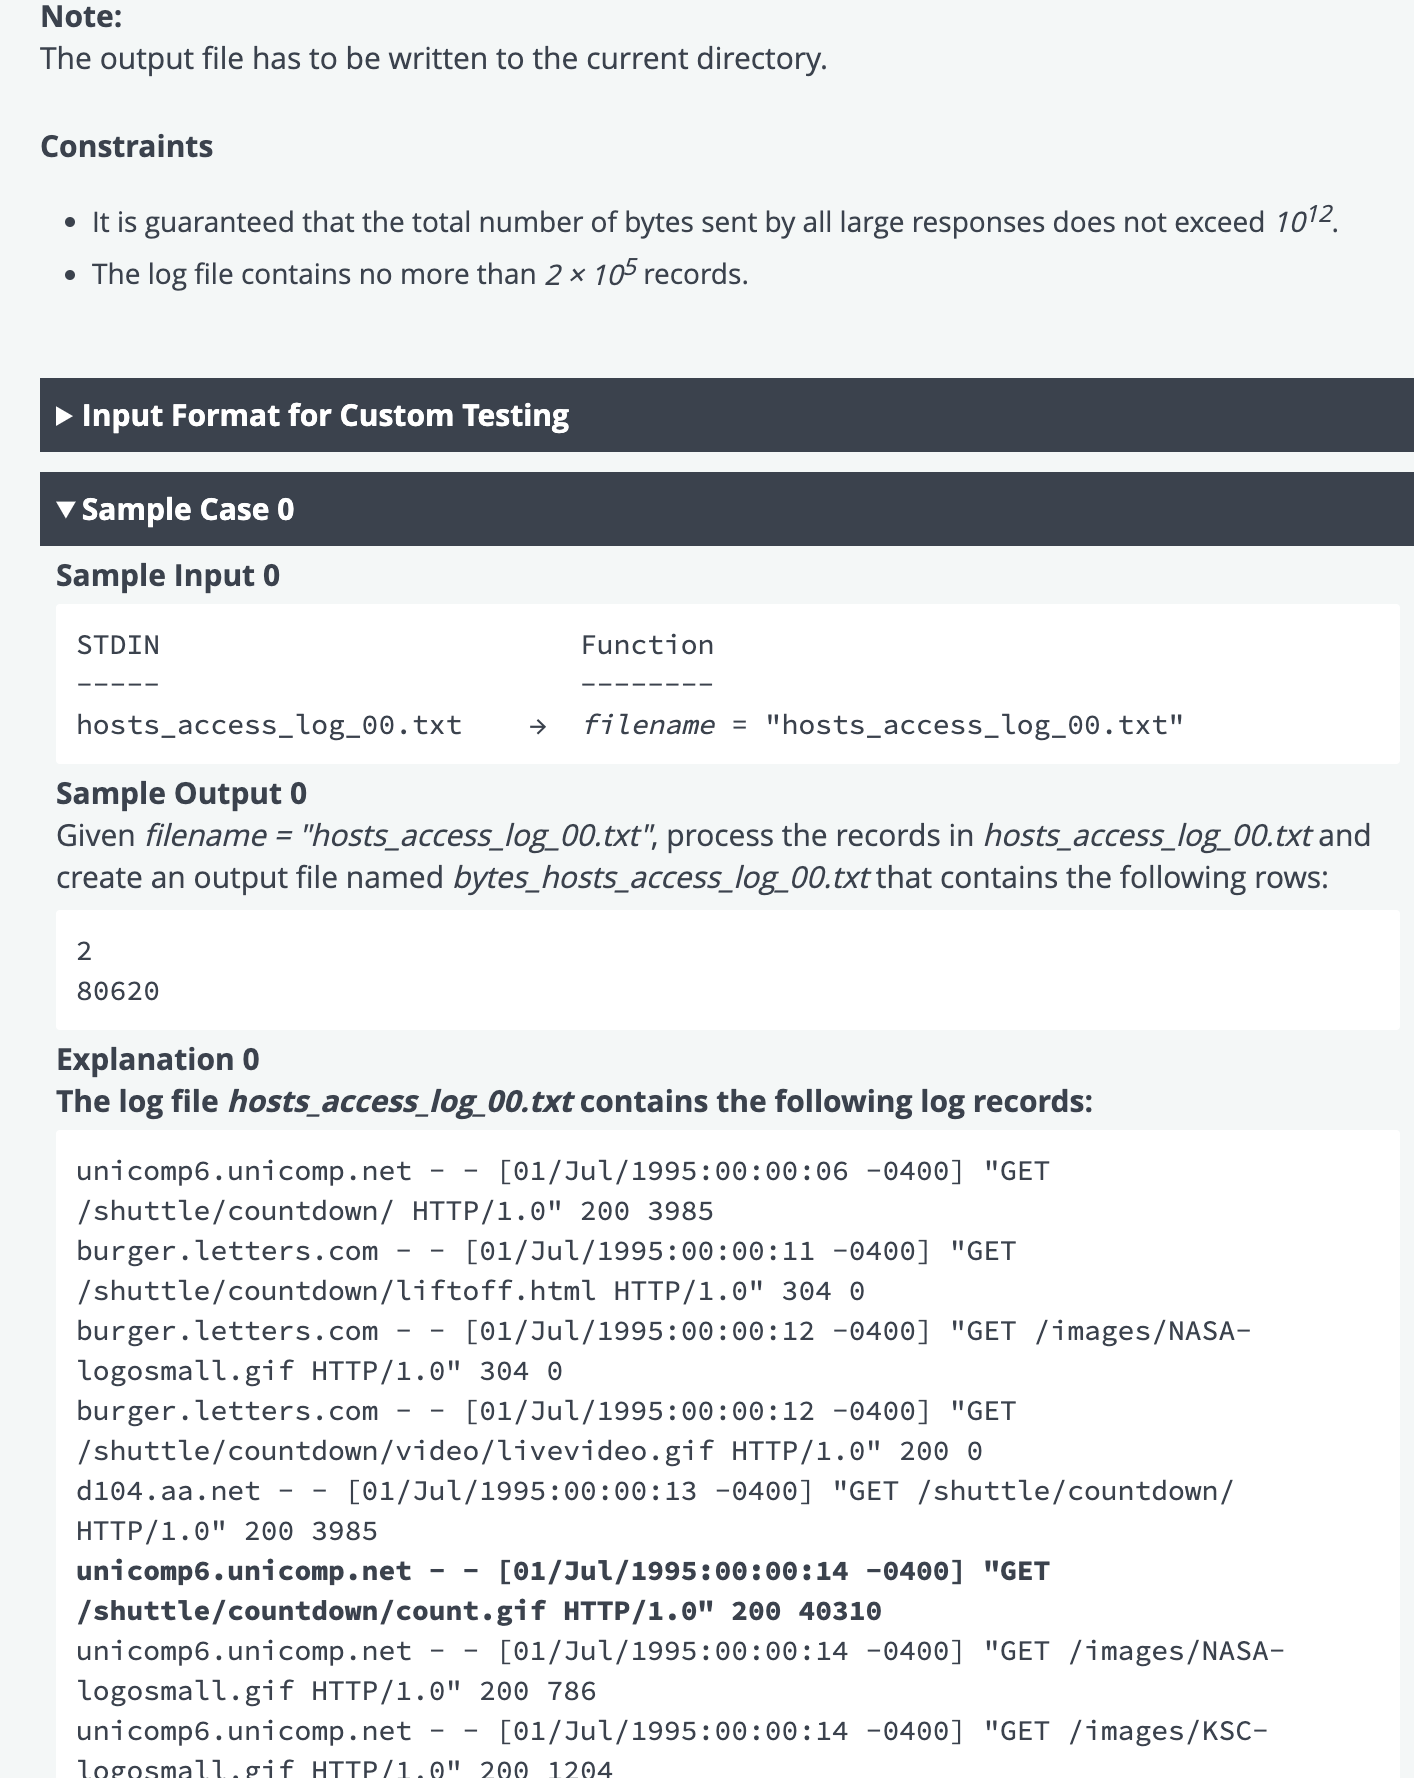 Note:
The output file has to be written to the current directory.
Constraints
• It is guaranteed that the total number of bytes sent by all large responses does not exceed 10^12.
• The log file contains no more than 2 × 10^5 records.
▶ Input Format for Custom Testing
▼ Sample Case 0
Sample Input 0
STDIN Function
----- --------
hosts_access_log_00.txt → filename = "hosts_access_log_00.txt"
Sample Output 0
Given filename = "hosts_access_log_00.txt", process the records in hosts_access_log_00.txt and
create an output file named bytes_hosts_access_log_00.txt that contains the following rows:
2
80620
Explanation 0
The log file hosts_access_log_00.txt contains the following log records:
unicomp6.unicomp.net - - [01/Jul/1995:00:00:06 -0400] "GET
/shuttle/countdown/ HTTP/1.0" 200 3985
burger.letters.com - - [01/Jul/1995:00:00:11 -0400] "GET
/shuttle/countdown/liftoff.html HTTP/1.0" 304 0
burger.letters.com - - [01/Jul/1995:00:00:12 -0400] "GET /images/NASA-
logosmall.gif HTTP/1.0" 304 0
burger.letters.com - - [01/Jul/1995:00:00:12 -0400] "GET
/shuttle/countdown/video/livevideo.gif HTTP/1.0" 200 0
d104.aa.net - - [01/Jul/1995:00:00:13 -0400] "GET /shuttle/countdown/
HTTP/1.0" 200 3985
unicomp6.unicomp.net - - [01/Jul/1995:00:00:14 -0400] "GET
/shuttle/countdown/count.gif HTTP/1.0" 200 40310
unicomp6.unicomp.net - - [01/Jul/1995:00:00:14 -0400] "GET /images/NASA-
logosmall.gif HTTP/1.0" 200 786
unicomp6.unicomp.net - - [01/Jul/1995:00:00:14 -0400] "GET /images/KSC-
logosmall.gif HTTP/1.0" 200 1204